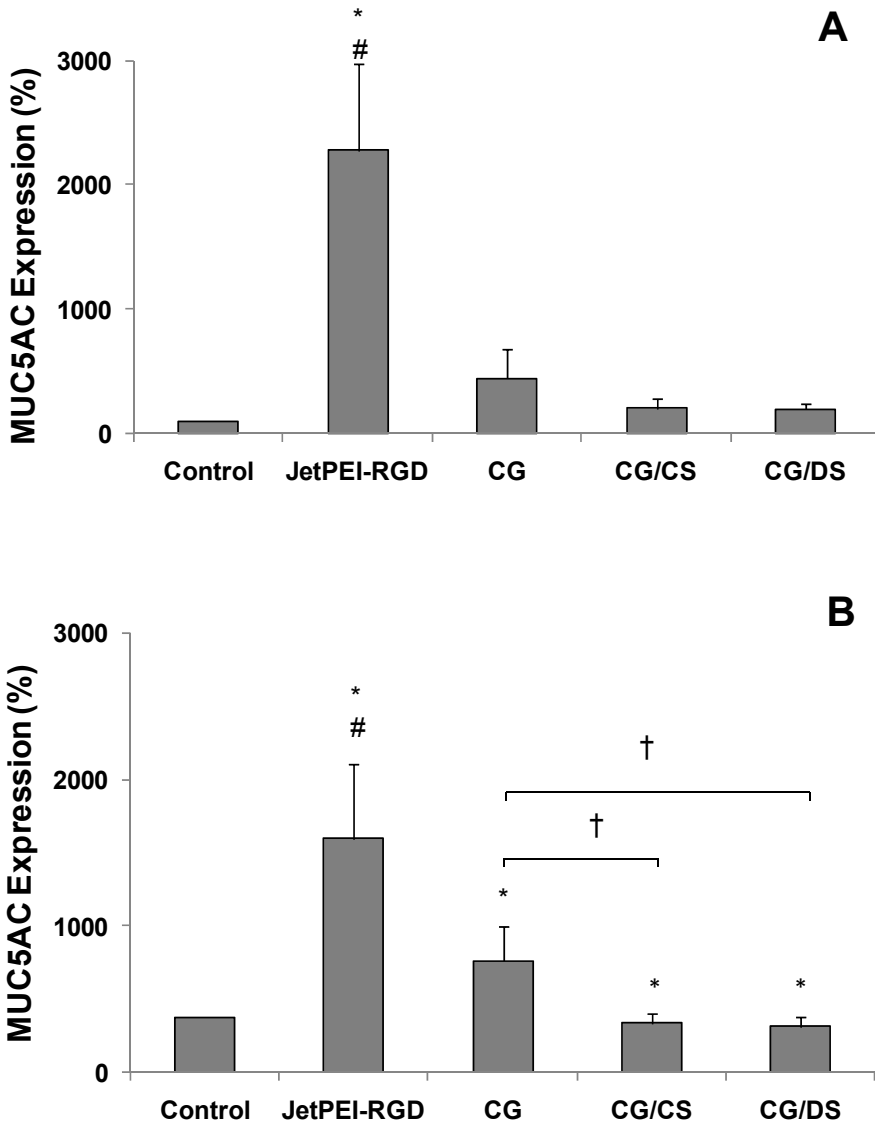 A
*
#
3000
2000
1000
0
MUC5AC Expression (%)
Control JetPEI-RGD CG CG/CS CG/DS
B
3000
2000
1000
0
MUC5AC Expression (%)
*
#
†
†
*
* *
Control JetPEI-RGD CG CG/CS CG/DS